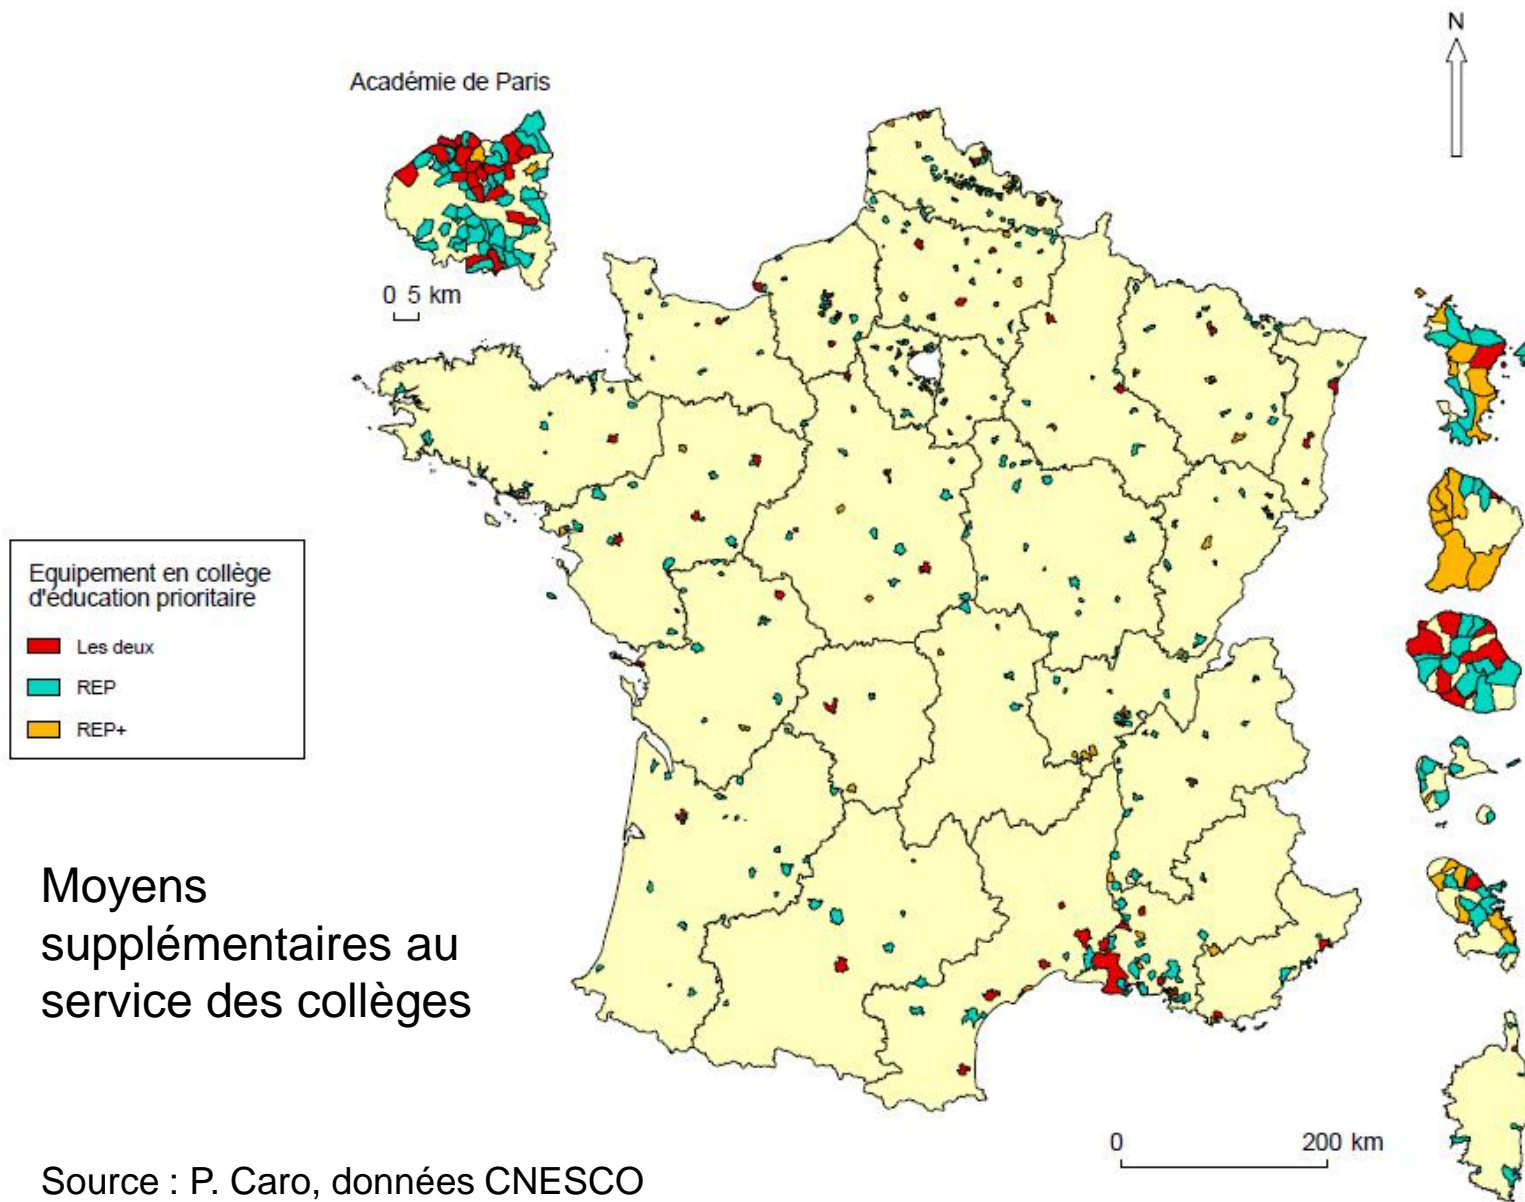 N
Académie de Paris
0 5 km
Equipement en collège
d'éducation prioritaire
Les deux
REP
REP+
Moyens
supplémentaires au
service des collèges
0 200 km
Source : P. Caro, données CNESCO